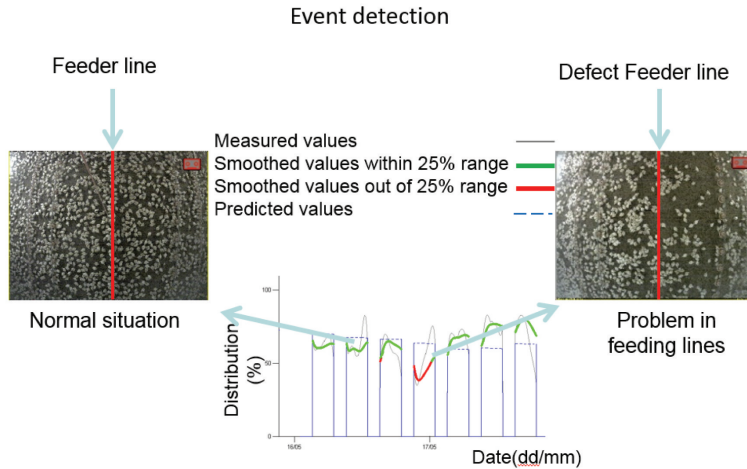 Event detection
Feeder line
Defect Feeder line
Measured values
Smoothed values within 25% range
Smoothed values out of 25% range
Predicted values
Normal situation
Problem in
feeding lines
Distribution
(%)
100
50
0
16/05
17/05
Date(dd/mm)